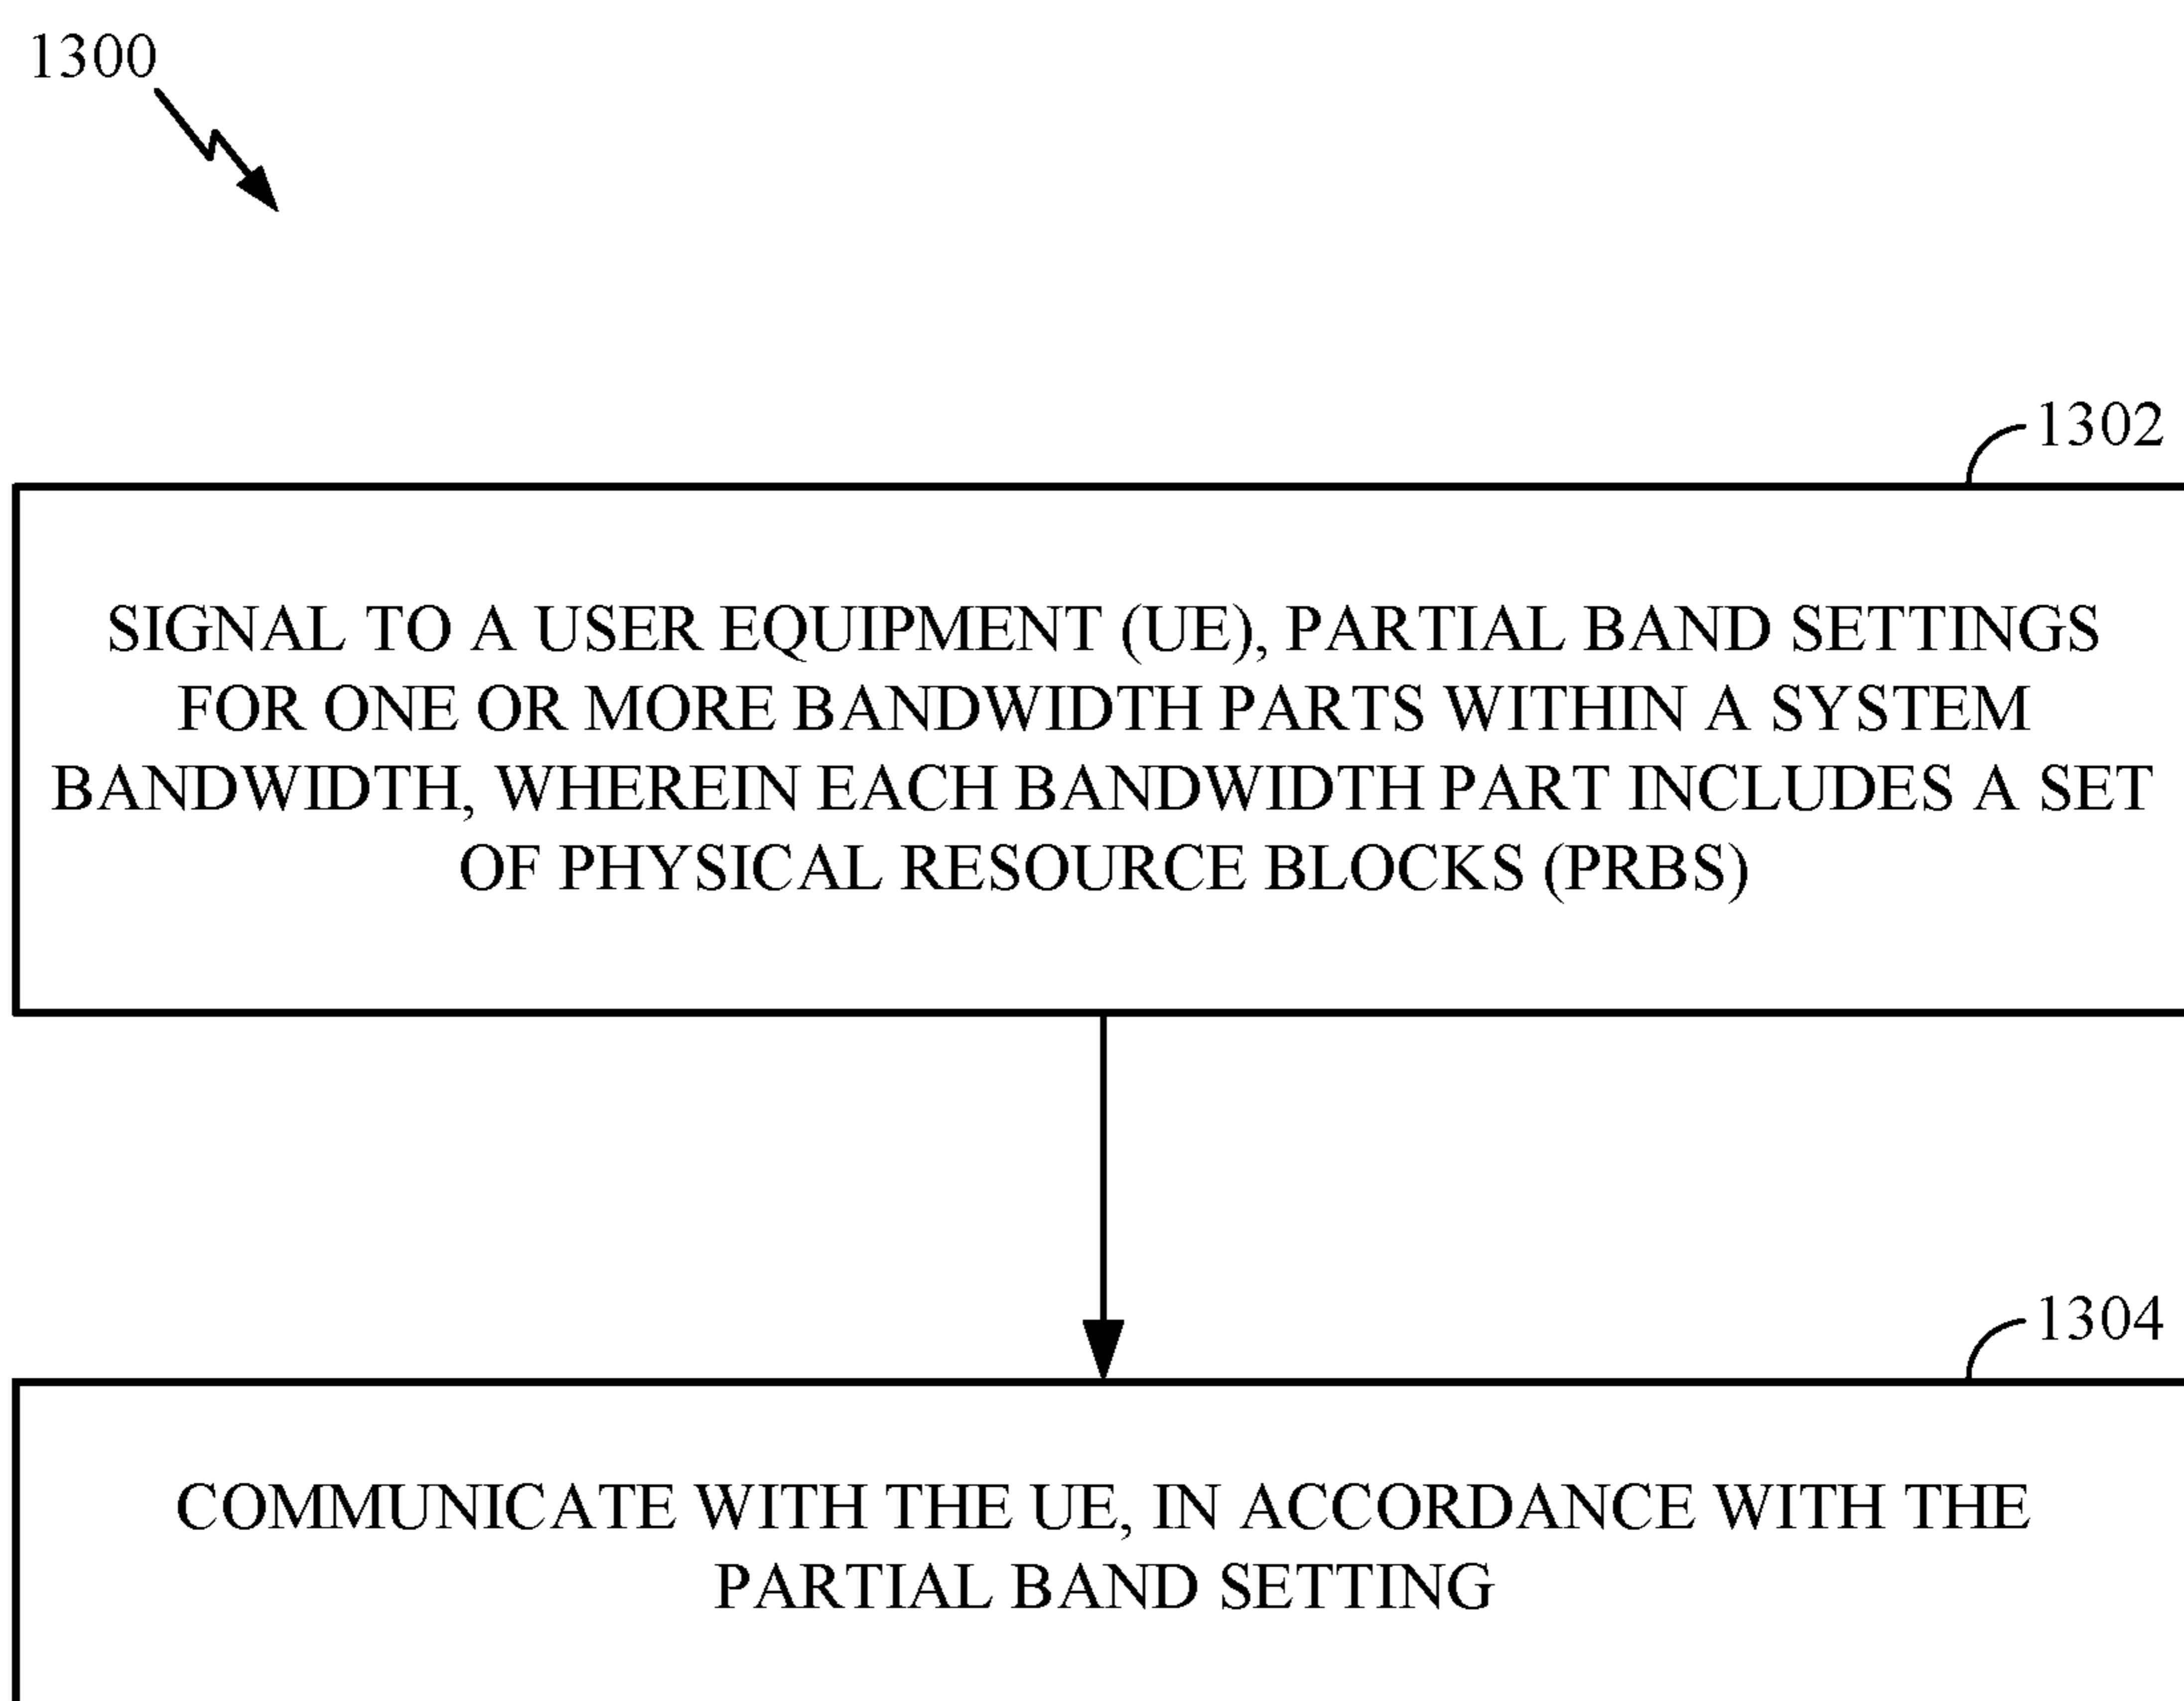 1300
1302
SIGNAL TO A USER EQUIPMENT (UE), PARTIAL BAND SETTINGS
FOR ONE OR MORE BANDWIDTH PARTS WITHIN A SYSTEM
BANDWIDTH, WHEREIN EACH BANDWIDTH PART INCLUDES A SET
OF PHYSICAL RESOURCE BLOCKS (PRBS)
1304
COMMUNICATE WITH THE UE, IN ACCORDANCE WITH THE
PARTIAL BAND SETTING